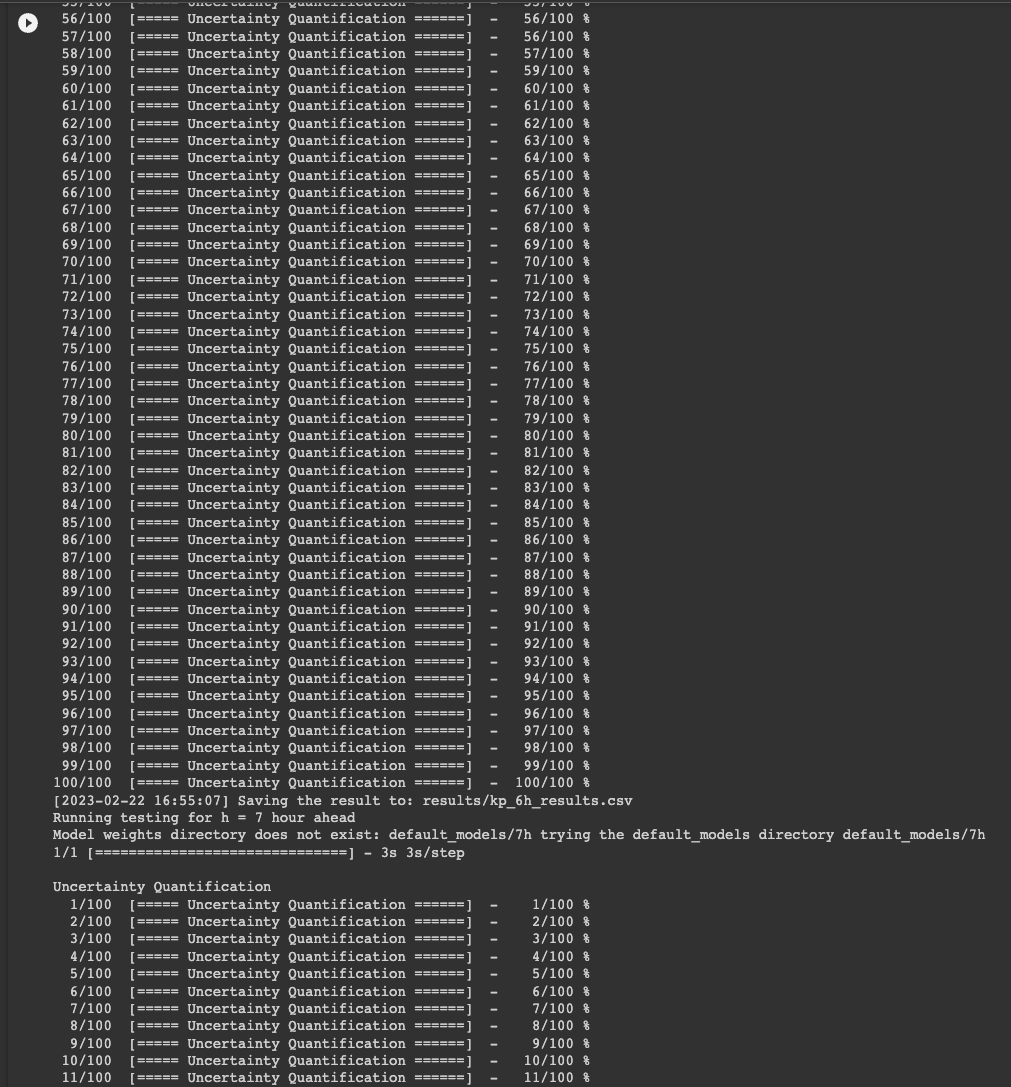 55/100 [===== Uncertainty Quantification ======] - 55/100 %
56/100 [===== Uncertainty Quantification ======] - 56/100 %
57/100 [===== Uncertainty Quantification ======] - 56/100 %
58/100 [===== Uncertainty Quantification ======] - 57/100 %
59/100 [===== Uncertainty Quantification ======] - 59/100 %
60/100 [===== Uncertainty Quantification ======] - 60/100 %
61/100 [===== Uncertainty Quantification ======] - 61/100 %
62/100 [===== Uncertainty Quantification ======] - 62/100 %
63/100 [===== Uncertainty Quantification ======] - 63/100 %
64/100 [===== Uncertainty Quantification ======] - 64/100 %
65/100 [===== Uncertainty Quantification ======] - 65/100 %
66/100 [===== Uncertainty Quantification ======] - 66/100 %
67/100 [===== Uncertainty Quantification ======] - 67/100 %
68/100 [===== Uncertainty Quantification ======] - 68/100 %
69/100 [===== Uncertainty Quantification ======] - 69/100 %
70/100 [===== Uncertainty Quantification ======] - 70/100 %
71/100 [===== Uncertainty Quantification ======] - 71/100 %
72/100 [===== Uncertainty Quantification ======] - 72/100 %
73/100 [===== Uncertainty Quantification ======] - 73/100 %
74/100 [===== Uncertainty Quantification ======] - 74/100 %
75/100 [===== Uncertainty Quantification ======] - 75/100 %
76/100 [===== Uncertainty Quantification ======] - 76/100 %
77/100 [===== Uncertainty Quantification ======] - 77/100 %
78/100 [===== Uncertainty Quantification ======] - 78/100 %
79/100 [===== Uncertainty Quantification ======] - 79/100 %
80/100 [===== Uncertainty Quantification ======] - 80/100 %
81/100 [===== Uncertainty Quantification ======] - 81/100 %
82/100 [===== Uncertainty Quantification ======] - 82/100 %
83/100 [===== Uncertainty Quantification ======] - 83/100 %
84/100 [===== Uncertainty Quantification ======] - 84/100 %
85/100 [===== Uncertainty Quantification ======] - 85/100 %
86/100 [===== Uncertainty Quantification ======] - 86/100 %
87/100 [===== Uncertainty Quantification ======] - 87/100 %
88/100 [===== Uncertainty Quantification ======] - 88/100 %
89/100 [===== Uncertainty Quantification ======] - 89/100 %
90/100 [===== Uncertainty Quantification ======] - 90/100 %
91/100 [===== Uncertainty Quantification ======] - 91/100 %
92/100 [===== Uncertainty Quantification ======] - 92/100 %
93/100 [===== Uncertainty Quantification ======] - 93/100 %
94/100 [===== Uncertainty Quantification ======] - 94/100 %
95/100 [===== Uncertainty Quantification ======] - 95/100 %
96/100 [===== Uncertainty Quantification ======] - 96/100 %
97/100 [===== Uncertainty Quantification ======] - 97/100 %
98/100 [===== Uncertainty Quantification ======] - 98/100 %
99/100 [===== Uncertainty Quantification ======] - 99/100 %
100/100 [===== Uncertainty Quantification ======] - 100/100 %
[2023-02-22 16:55:07] Saving the result to: results/kp_6h_results.csv
Running testing for h = 7 hour ahead
Model weights directory does not exist: default_models/7h trying the default_models directory default_models/7h
1/1 [==============================] - 3s 3s/step
Uncertainty Quantification
1/100 [===== Uncertainty Quantification ======] - 1/100 %
2/100 [===== Uncertainty Quantification ======] - 2/100 %
3/100 [===== Uncertainty Quantification ======] - 3/100 %
4/100 [===== Uncertainty Quantification ======] - 4/100 %
5/100 [===== Uncertainty Quantification ======] - 5/100 %
6/100 [===== Uncertainty Quantification ======] - 6/100 %
7/100 [===== Uncertainty Quantification ======] - 7/100 %
8/100 [===== Uncertainty Quantification ======] - 8/100 %
9/100 [===== Uncertainty Quantification ======] - 9/100 %
10/100 [===== Uncertainty Quantification ======] - 10/100 %
11/100 [===== Uncertainty Quantification ======] - 11/100 %